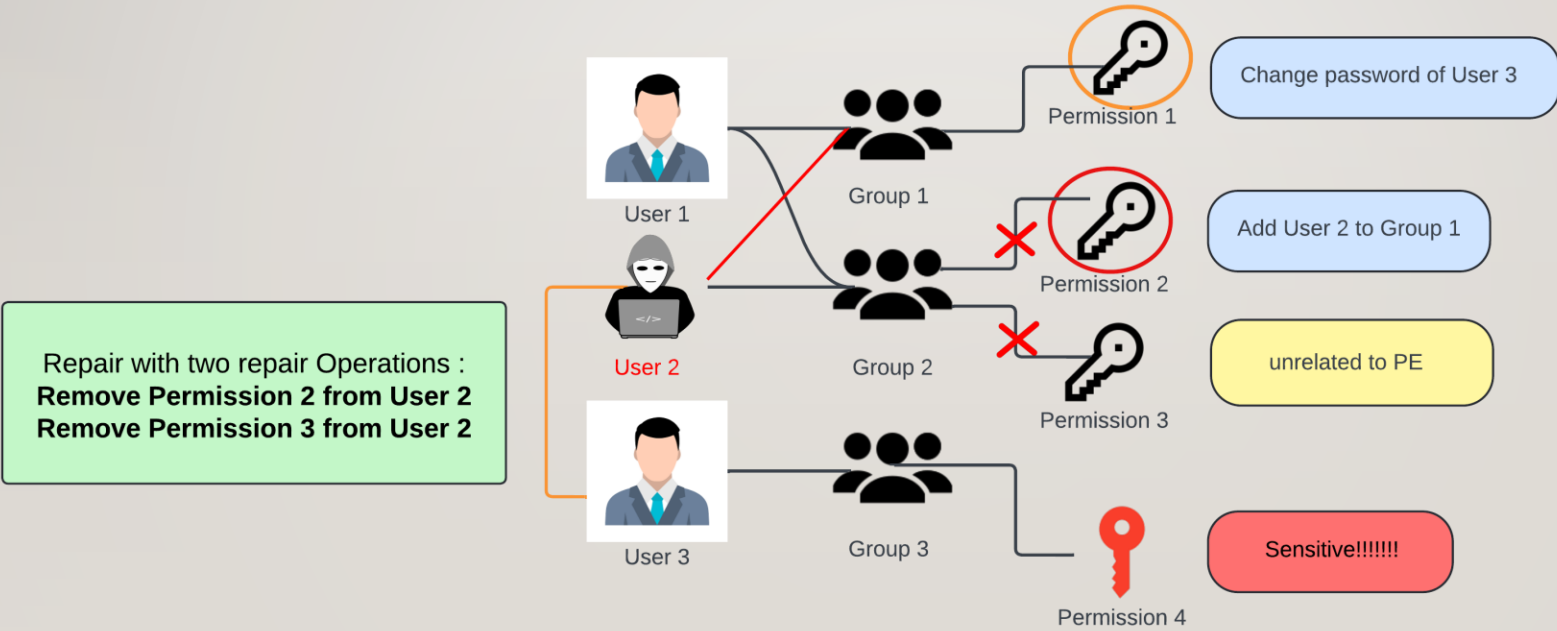 Change password of User 3
Permission 1
Group 1
User 1
Add User 2 to Group 1
Permission 2
</>
User 2
Group 2
unrelated to PE
Permission 3
Repair with two repair Operations :
Remove Permission 2 from User 2
Remove Permission 3 from User 2
User 3
Group 3
Sensitive!!!!!!!
Permission 4